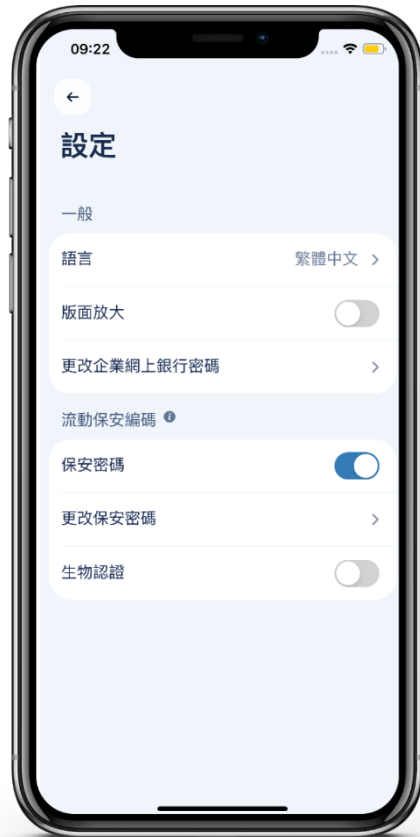 09:22
設定
一般
語言 繁體中文
版面放大
更改企業網上銀行密碼
流動保安編碼
保安密碼
更改保安密碼
生物認證